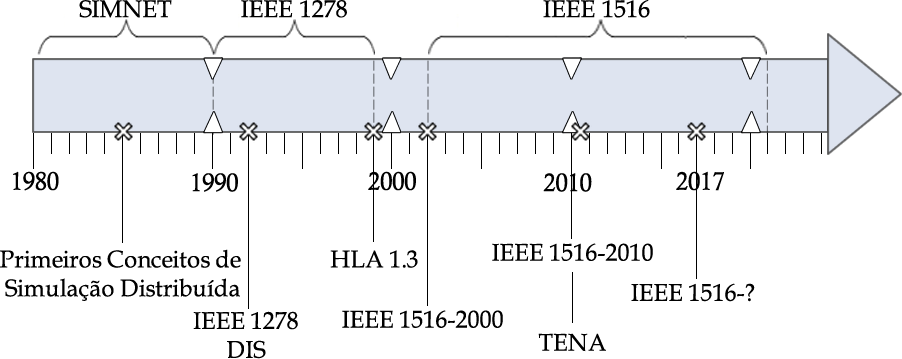 SIMNET
IEEE 1278
IEEE 1516
1980
1990
2000
2010
2017
Primeiros Conceitos de
Simulação Distribuída
IEEE 1278
DIS
HLA 1.3
IEEE 1516-2000
IEEE 1516-2010
TENA
IEEE 1516-?